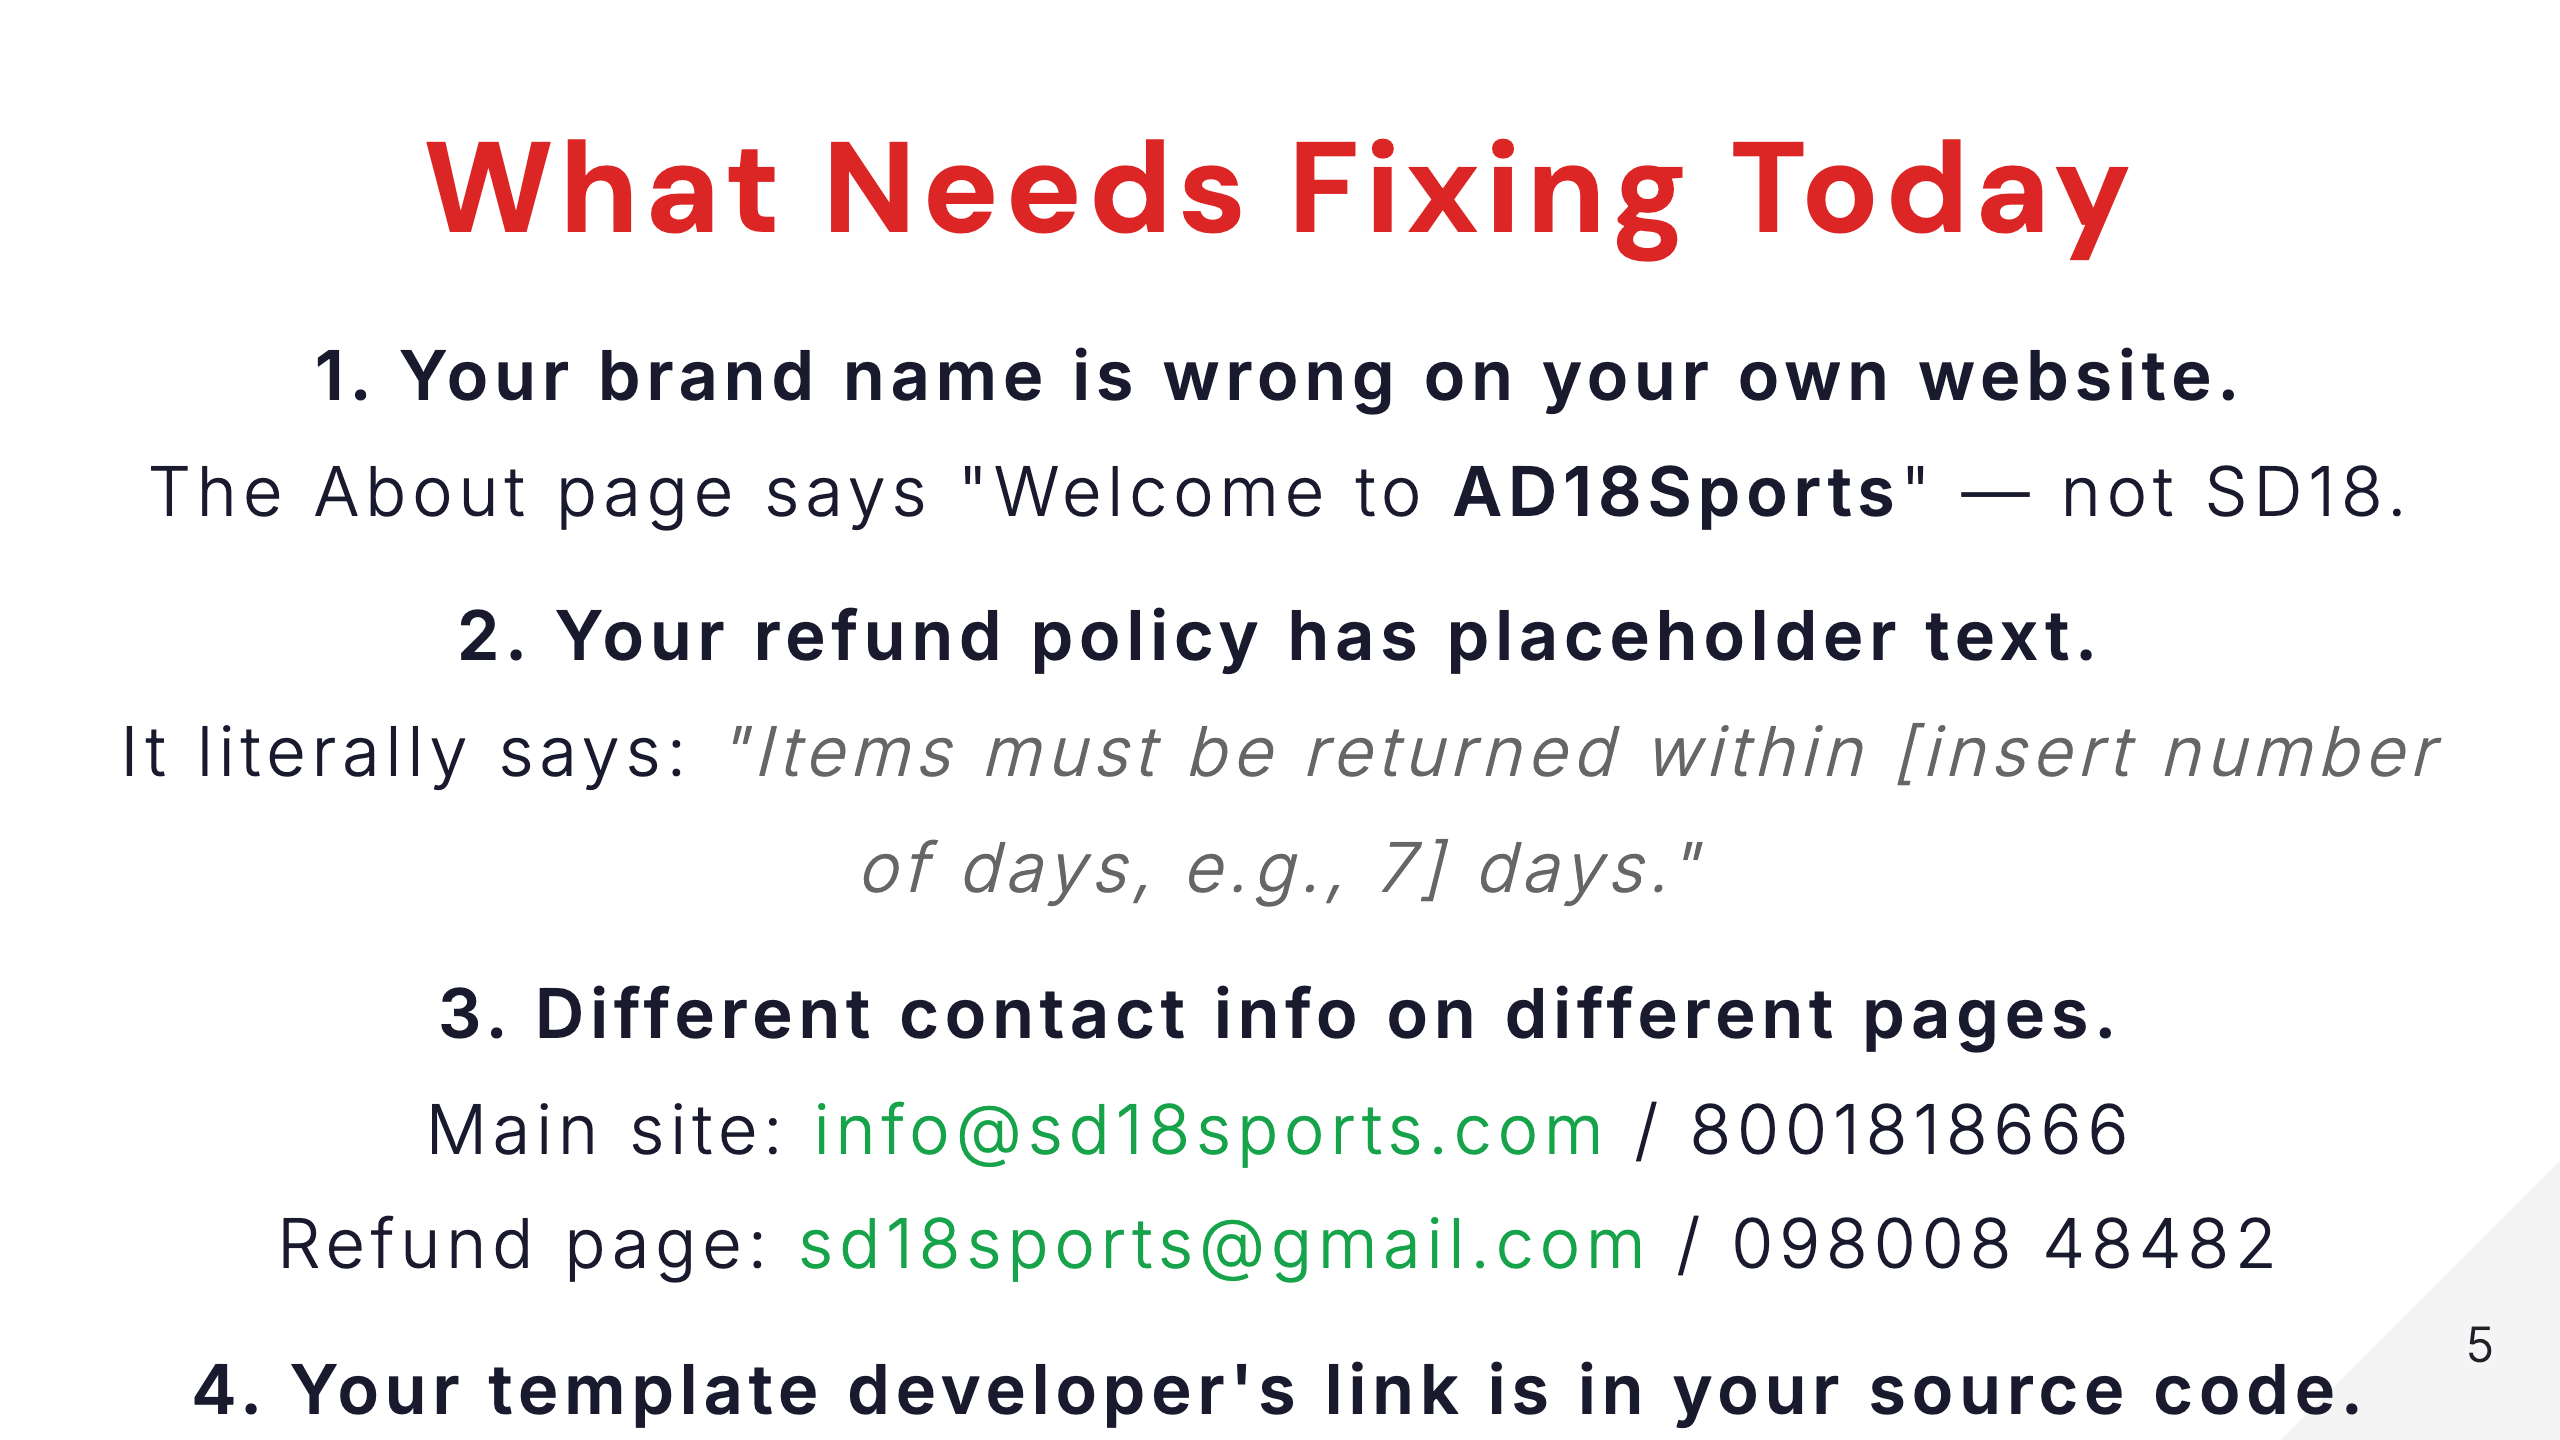 What Needs Fixing Today
1. Your brand name is wrong on your own website.
The About page says "Welcome to AD18Sports" — not SD18.
2. Your refund policy has placeholder text.
It literally says: "Items must be returned within [insert number
of days, e.g., 7] days."
3. Different contact info on different pages.
Main site: info@sd18sports.com / 8001818666
Refund page: sd18sports@gmail.com / 098008 48482
4. Your template developer's link is in your source code.
5